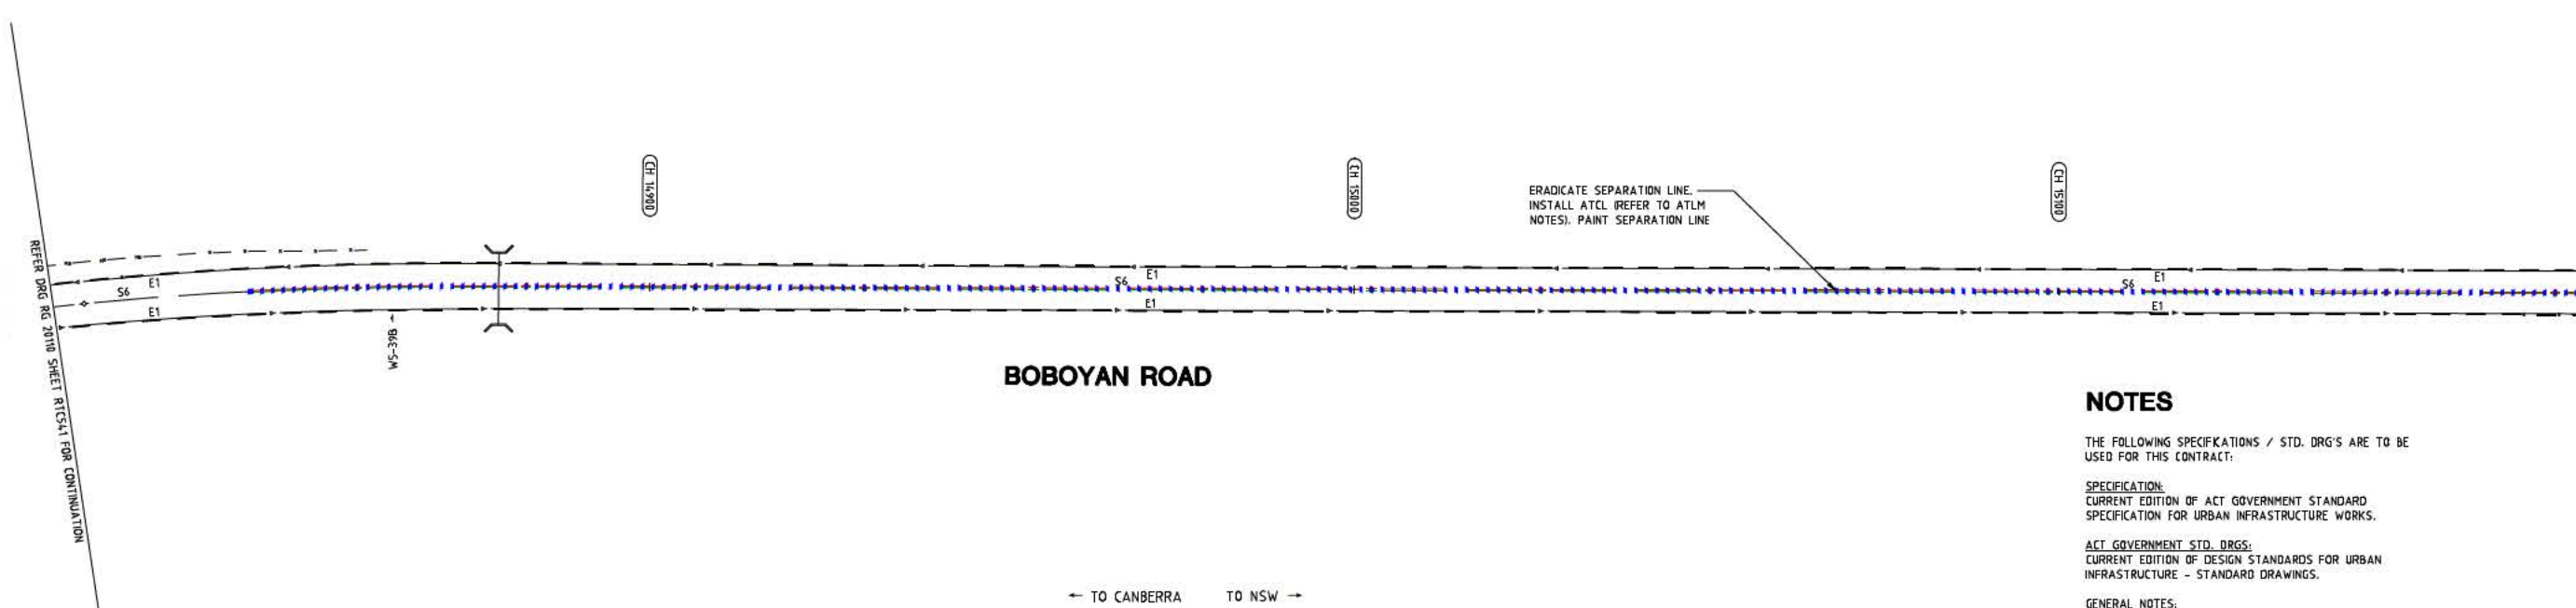 CH 14900
CH 15000
CH 15100
ERADICATE SEPARATION LINE.
INSTALL ATCL (REFER TO ATLM
NOTES). PAINT SEPARATION LINE
REFER DRG RG 20110 SHEET RTC541 FOR CONTINUATION
E1
S6
E1
E1
S6
E1
E1
S6
E1
WS-39B
BOBOYAN ROAD
← TO CANBERRA TO NSW →
NOTES
THE FOLLOWING SPECIFICATIONS / STD. DRG'S ARE TO BE
USED FOR THIS CONTRACT:
SPECIFICATION:
CURRENT EDITION OF ACT GOVERNMENT STANDARD
SPECIFICATION FOR URBAN INFRASTRUCTURE WORKS.
ACT GOVERNMENT STD. DRGS:
CURRENT EDITION OF DESIGN STANDARDS FOR URBAN
INFRASTRUCTURE - STANDARD DRAWINGS.
GENERAL NOTES: